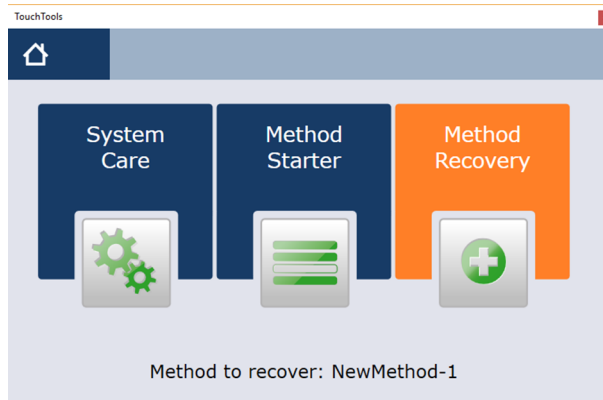 TouchTools
System
Care
Method
Starter
Method
Recovery
Method to recover: NewMethod-1